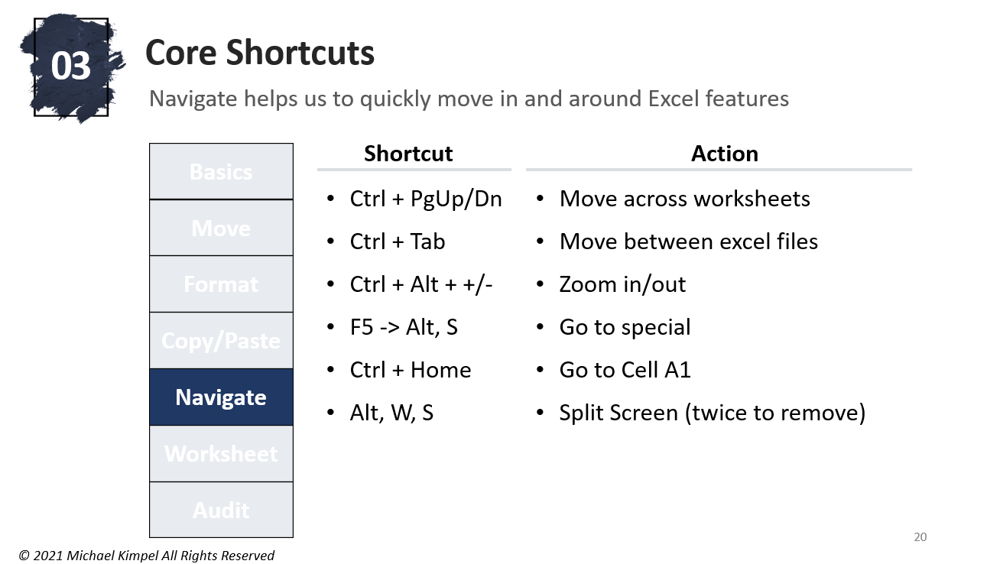 03
Core Shortcuts
Navigate helps us to quickly move in and around Excel features
Basics
Move
Format
Copy/Paste
Navigate
Worksheet
Audit
Shortcut Action
• Ctrl + PgUp/Dn • Move across worksheets
• Ctrl + Tab • Move between excel files
• Ctrl + Alt + +/- • Zoom in/out
• F5 -> Alt, S • Go to special
• Ctrl + Home • Go to Cell A1
• Alt, W, S • Split Screen (twice to remove)
20
© 2021 Michael Kimpel All Rights Reserved